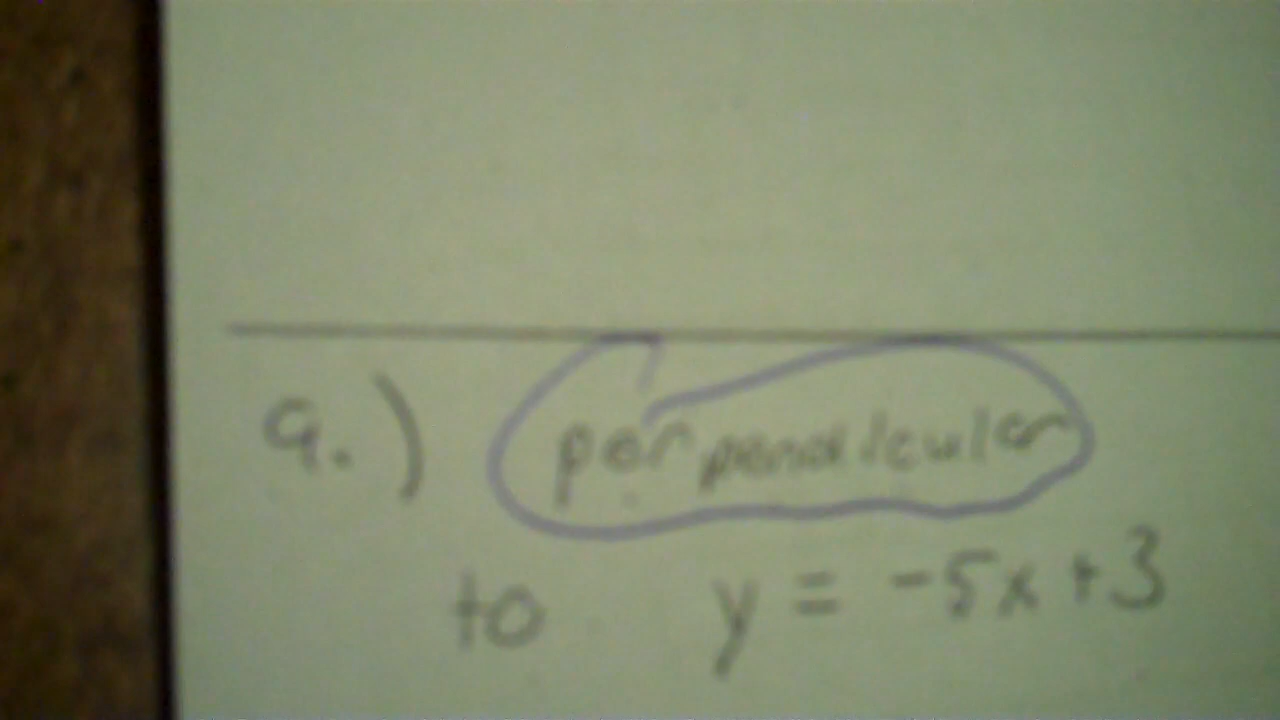 9.) perpendicular
to y = -5x+3